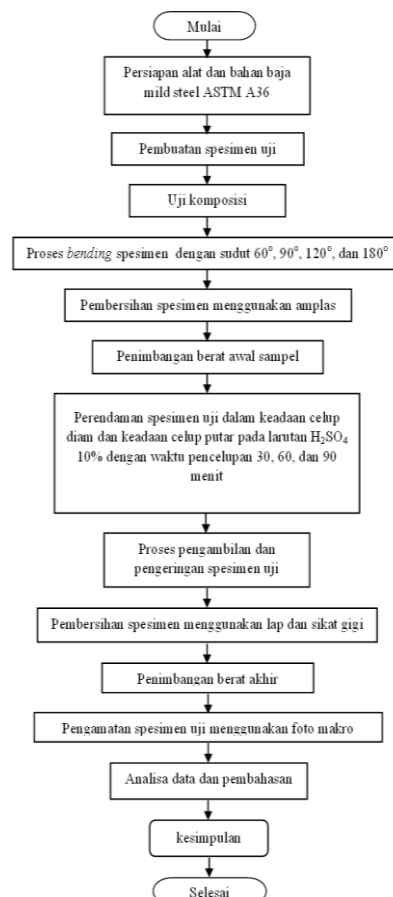 Mulai
Persiapan alat dan bahan baja
mild steel ASTM A36
Pembuatan spesimen uji
Uji komposisi
Proses bending spesimen dengan sudut 60°, 90°, 120°, dan 180°
Pembersihan spesimen menggunakan amplas
Penimbangan berat awal sampel
Perendaman spesimen uji dalam keadaan celup
diam dan keadaan celup putar pada larutan H₂SO₄
10% dengan waktu pencelupan 30, 60, dan 90
menit
Proses pengambilan dan
pengeringan spesimen uji
Pembersihan spesimen menggunakan lap dan sikat gigi
Penimbangan berat akhir
Pengamatan spesimen uji menggunakan foto makro
Analisa data dan pembahasan
kesimpulan
Selesai